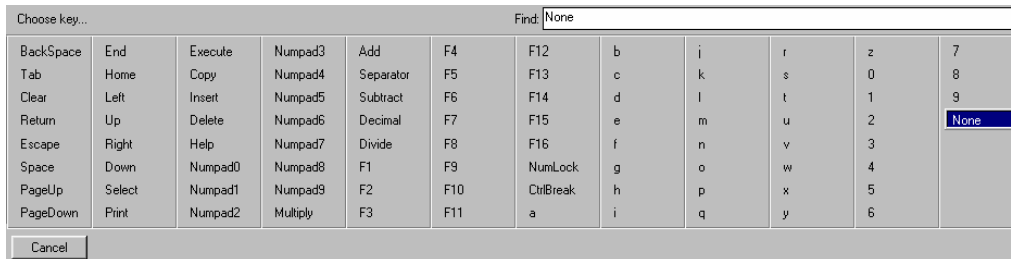 Choose key... Find: None
BackSpace End Execute Numpad3 Add F4 F12 b j r z 7
Tab Home Copy Numpad4 Separator F5 F13 c k s 0 8
Clear Left Insert Numpad5 Subtract F6 F14 d l t 1 9
Return Up Delete Numpad6 Decimal F7 F15 e m u 2 None
Escape Right Help Numpad7 Divide F8 F16 f n v 3
Space Down Numpad0 Numpad8 F1 F9 NumLock g o w 4
PageUp Select Numpad1 Numpad9 F2 F10 CtrlBreak h p x 5
PageDown Print Numpad2 Multiply F3 F11 a i q y 6
Cancel